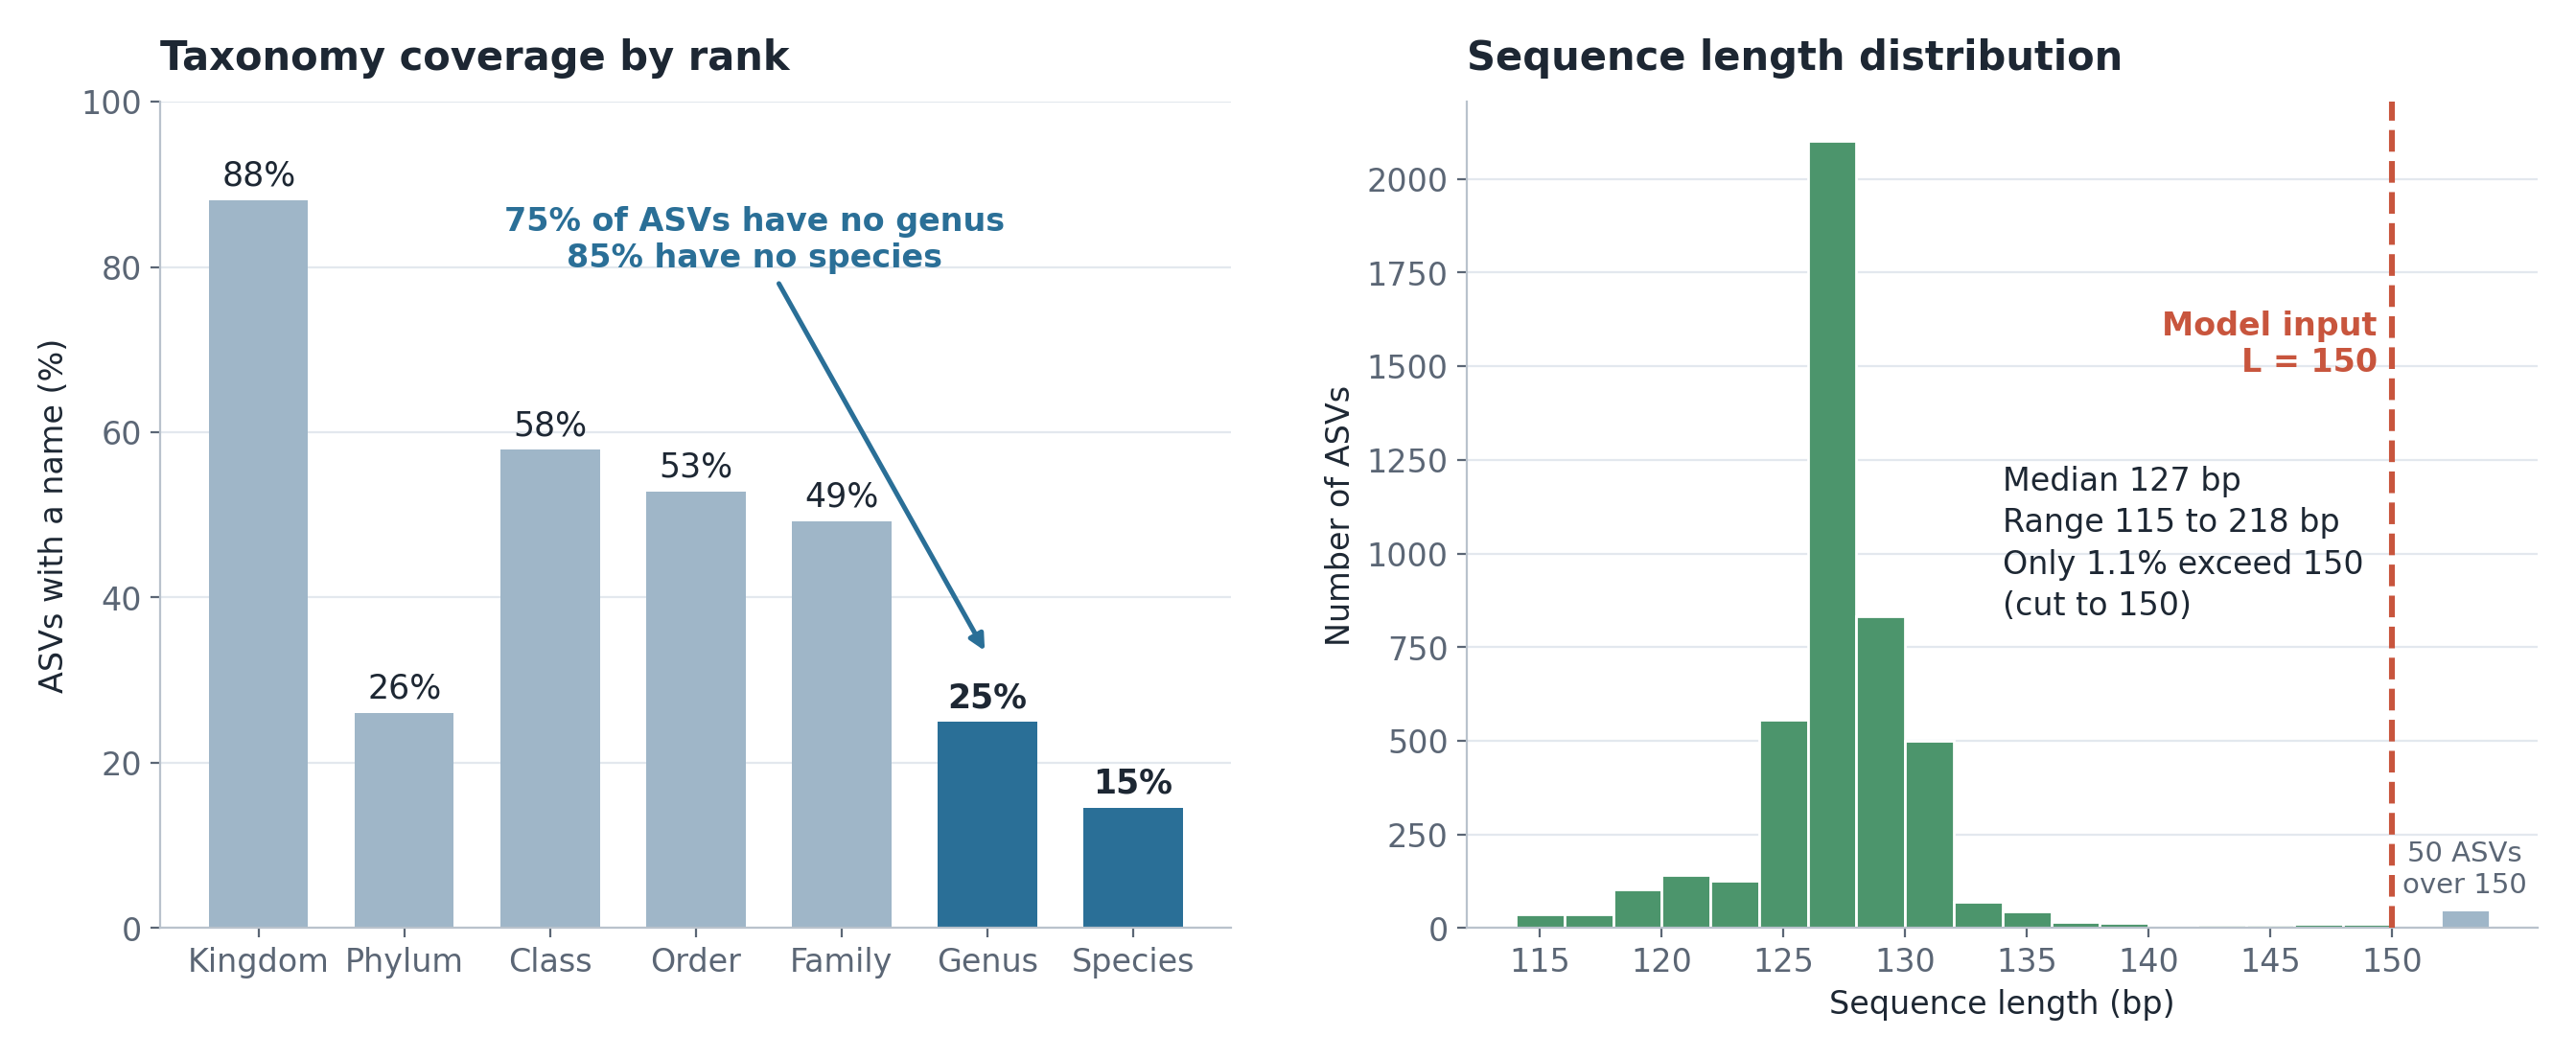 Taxonomy coverage by rank
ASVs with a name (%)
100
80
60
40
20
0
88%
26%
58%
53%
49%
25%
15%
75% of ASVs have no genus
85% have no species
Kingdom
Phylum
Class
Order
Family
Genus
Species
Sequence length distribution
Number of ASVs
2000
1750
1500
1250
1000
750
500
250
0
Model input
L = 150
Median 127 bp
Range 115 to 218 bp
Only 1.1% exceed 150
(cut to 150)
50 ASVs
over 150
115
120
125
130
135
140
145
150
Sequence length (bp)